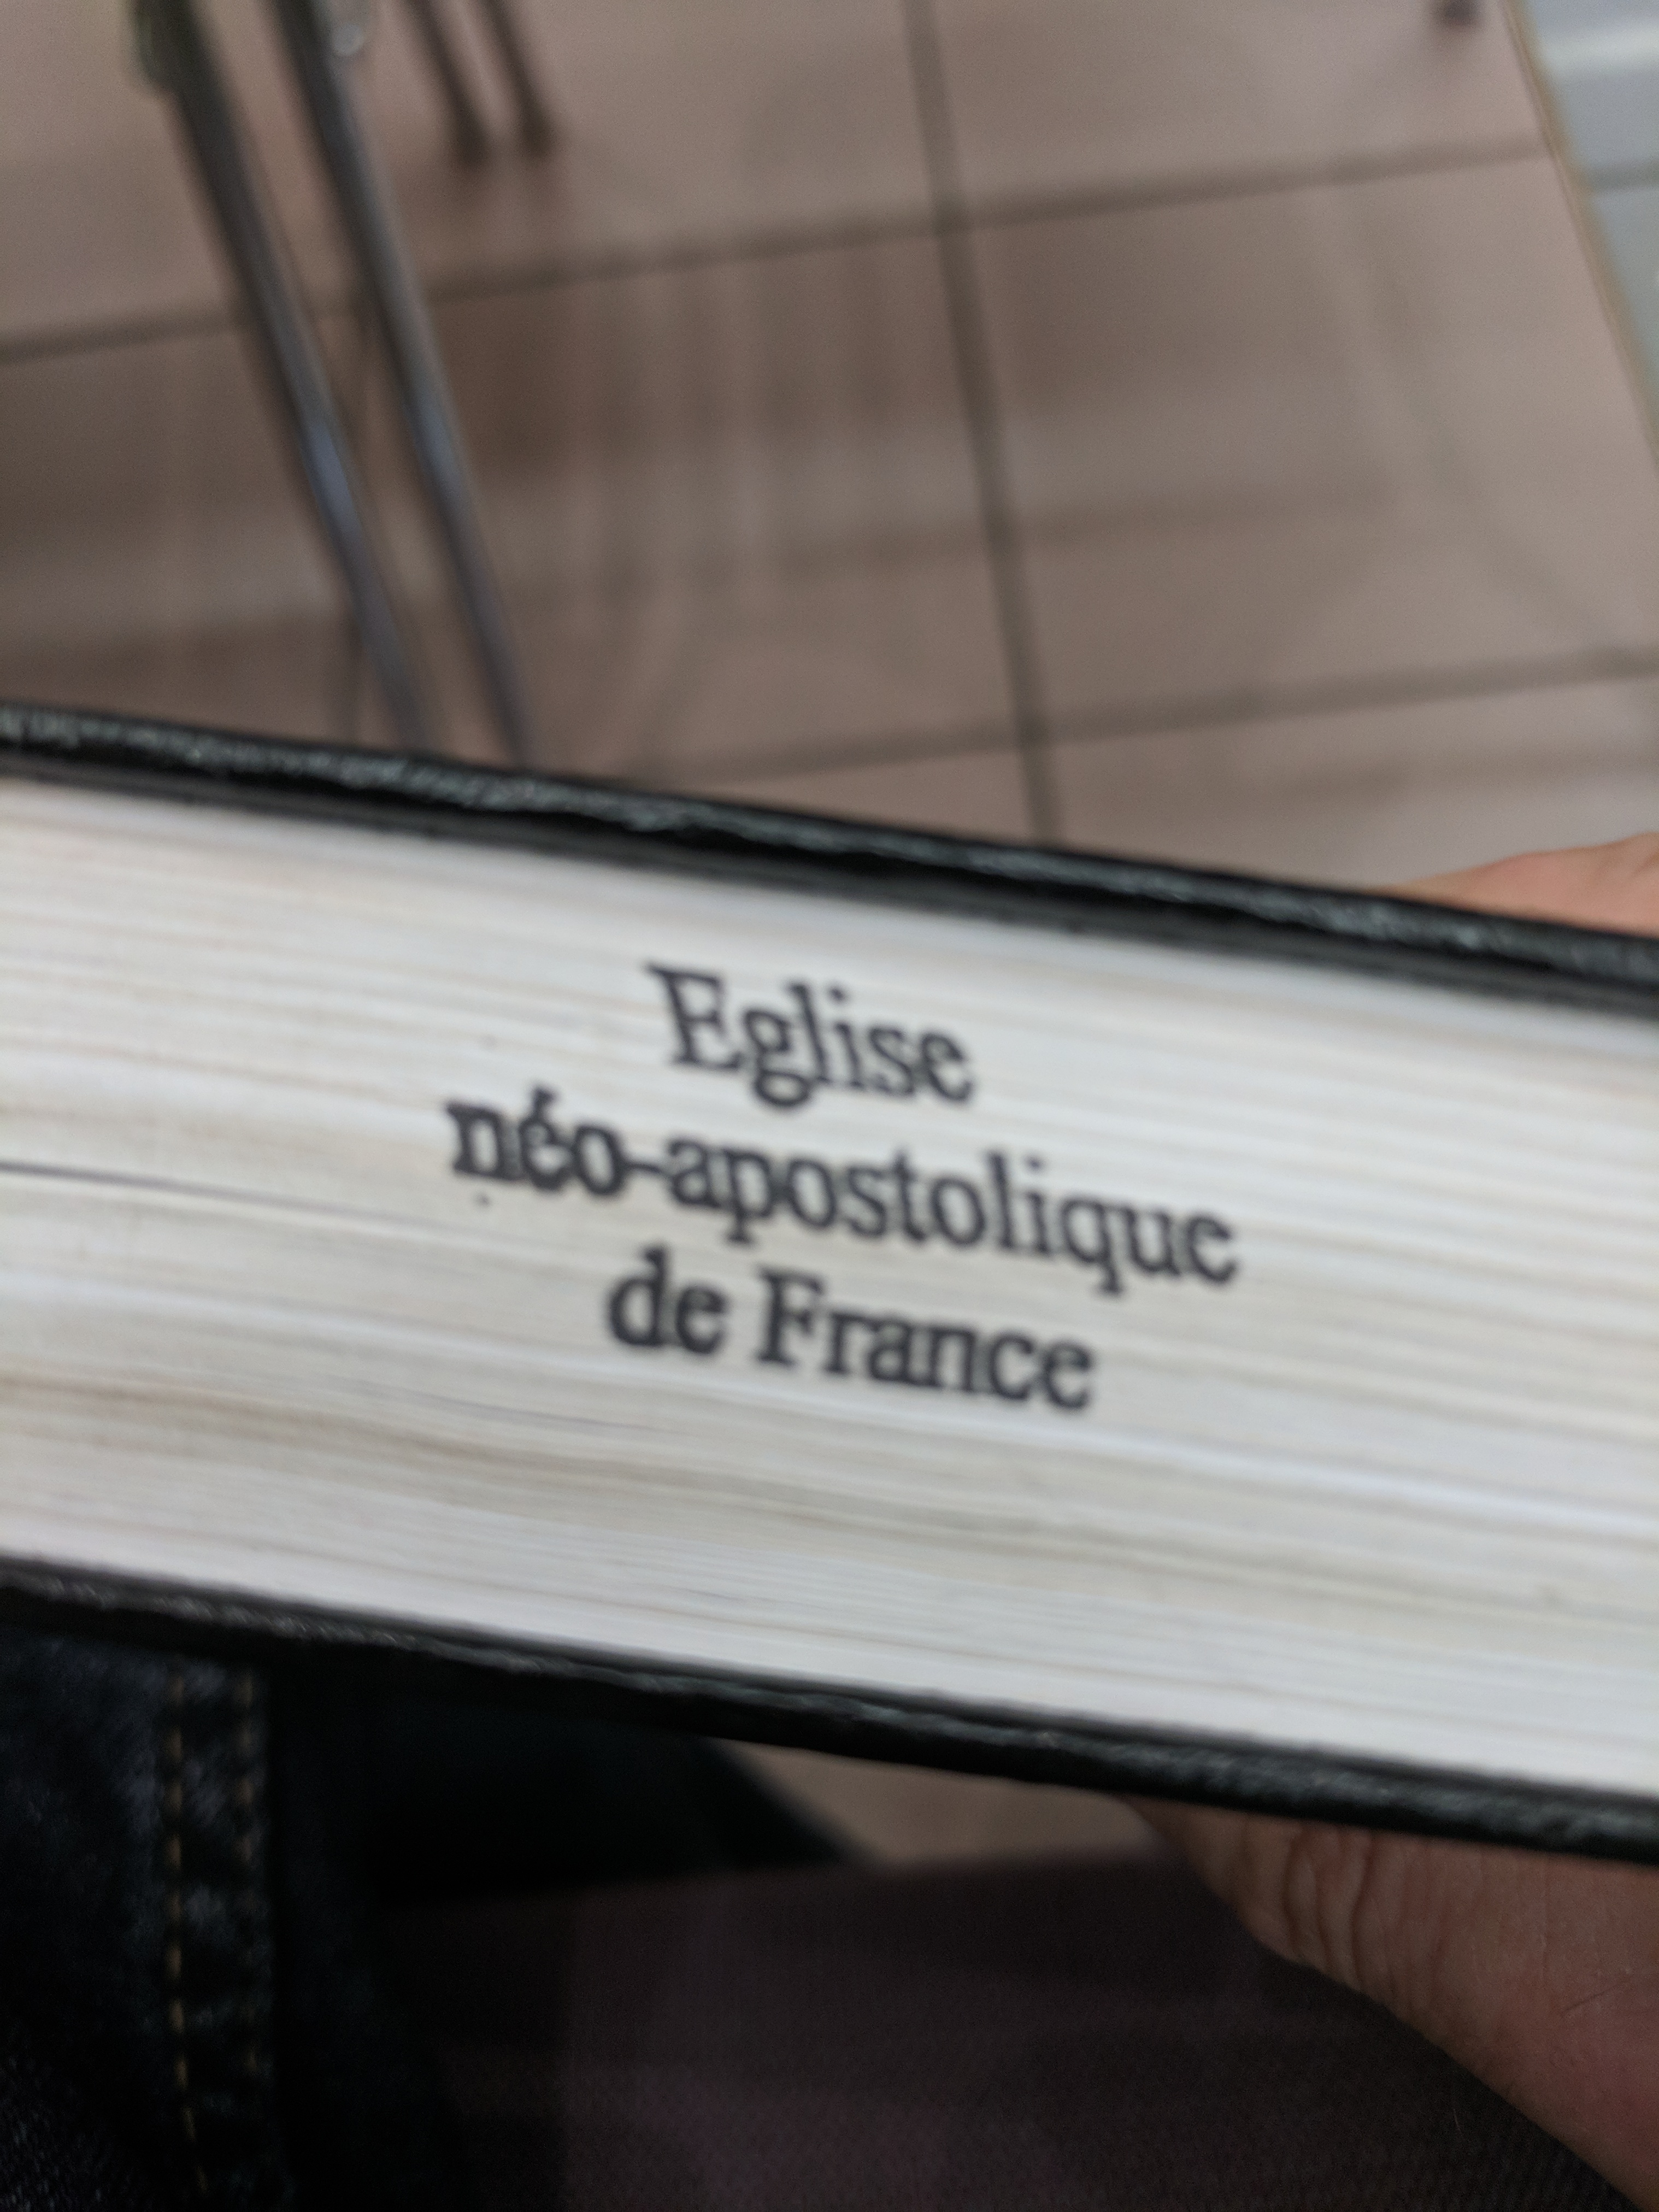 Eglise
néo-apostolique
de France